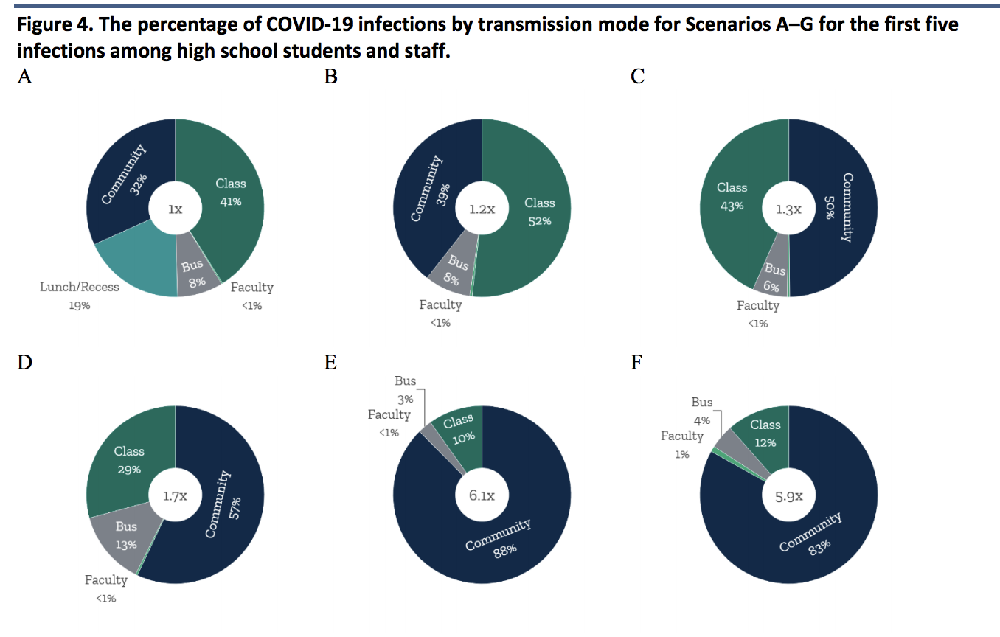 Figure 4. The percentage of COVID-19 infections by transmission mode for Scenarios A–G for the first five
infections among high school students and staff.
A
B
C
Community
32%
Class
41%
1x
Bus
8%
Lunch/Recess
19%
Faculty
<1%
Community
39%
Class
52%
1.2x
Bus
8%
Faculty
<1%
Class
43%
Community
50%
1.3x
Bus
6%
Faculty
<1%
D
E
F
Class
29%
Community
57%
1.7x
Bus
13%
Faculty
<1%
Bus
3%
Faculty
<1%
Class
10%
6.1x
Community
88%
Bus
4%
Faculty
1%
Class
12%
5.9x
Community
83%